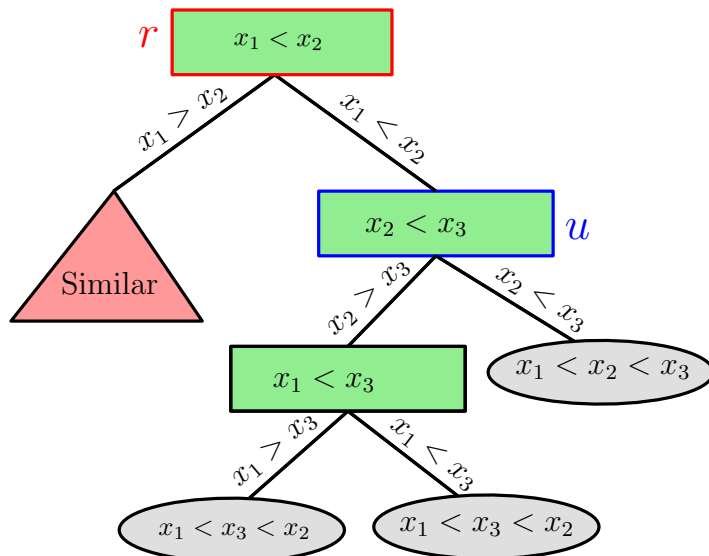 r
x₁ < x₂
x₁ > x₂
x₁ < x₂
x₂ < x₃
u
Similar
x₂ > x₃
x₂ < x₃
x₁ < x₃
x₁ < x₂ < x₃
x₁ > x₃
x₁ < x₃
x₁ < x₃ < x₂
x₁ < x₃ < x₂